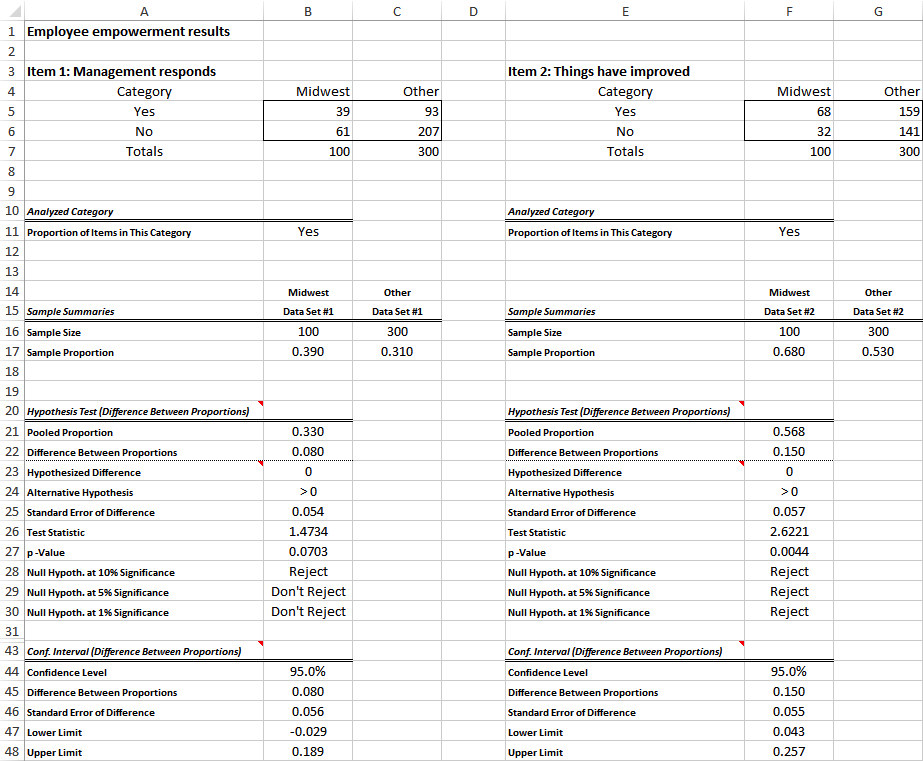 A B C D E F G
1 Employee empowerment results
2
3 Item 1: Management responds Item 2: Things have improved
4 Category Midwest Other Category Midwest Other
5 Yes 39 93 Yes 68 159
6 No 61 207 No 32 141
7 Totals 100 300 Totals 100 300
8
9
10 Analyzed Category Analyzed Category
11 Proportion of Items in This Category Yes Proportion of Items in This Category Yes
12
13
14 Midwest Other Midwest Other
15 Sample Summaries Data Set #1 Data Set #1 Sample Summaries Data Set #2 Data Set #2
16 Sample Size 100 300 Sample Size 100 300
17 Sample Proportion 0.390 0.310 Sample Proportion 0.680 0.530
18
19
20 Hypothesis Test (Difference Between Proportions) Hypothesis Test (Difference Between Proportions)
21 Pooled Proportion 0.330 Pooled Proportion 0.568
22 Difference Between Proportions 0.080 Difference Between Proportions 0.150
23 Hypothesized Difference 0 Hypothesized Difference 0
24 Alternative Hypothesis > 0 Alternative Hypothesis > 0
25 Standard Error of Difference 0.054 Standard Error of Difference 0.057
26 Test Statistic 1.4734 Test Statistic 2.6221
27 p -Value 0.0703 p -Value 0.0044
28 Null Hypoth. at 10% Significance Reject Null Hypoth. at 10% Significance Reject
29 Null Hypoth. at 5% Significance Don't Reject Null Hypoth. at 5% Significance Reject
30 Null Hypoth. at 1% Significance Don't Reject Null Hypoth. at 1% Significance Reject
31
43 Conf. Interval (Difference Between Proportions) Conf. Interval (Difference Between Proportions)
44 Confidence Level 95.0% Confidence Level 95.0%
45 Difference Between Proportions 0.080 Difference Between Proportions 0.150
46 Standard Error of Difference 0.056 Standard Error of Difference 0.055
47 Lower Limit -0.029 Lower Limit 0.043
48 Upper Limit 0.189 Upper Limit 0.257